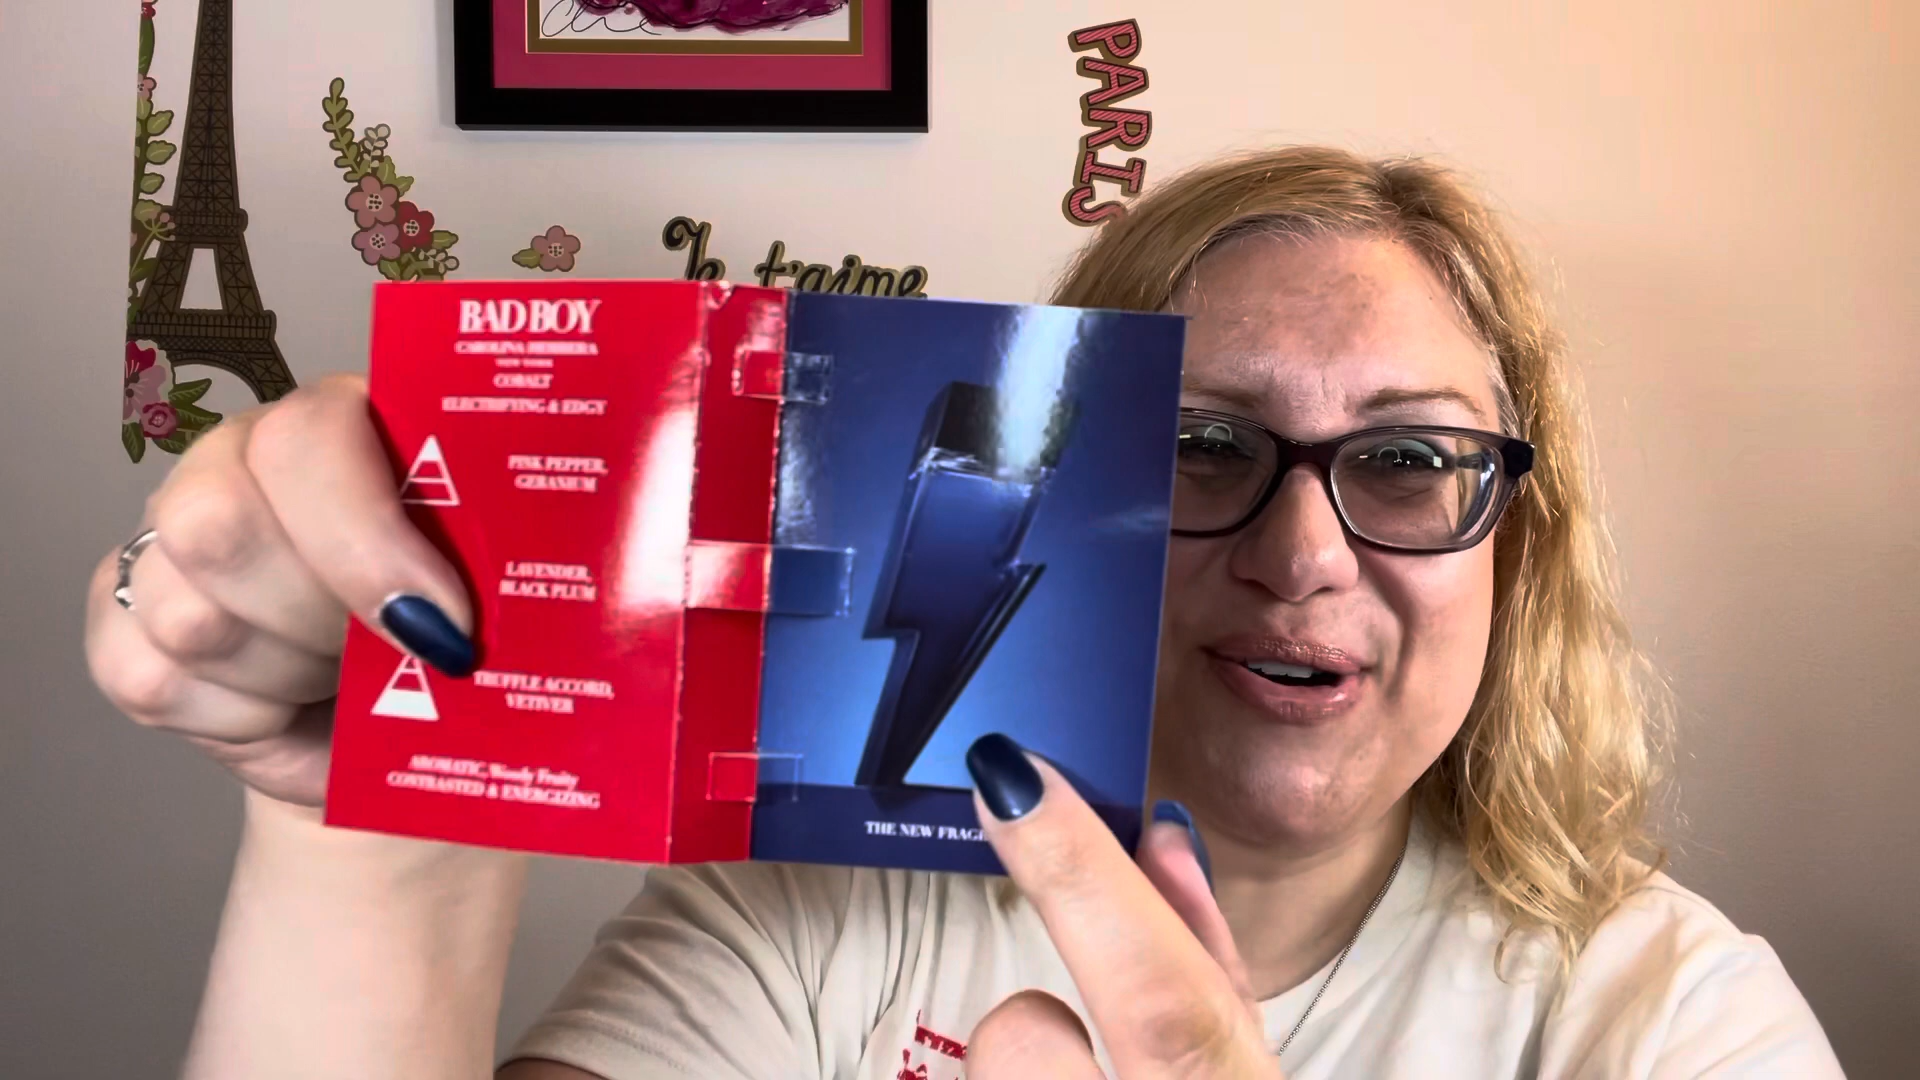 PARIS
Je t'aime
BAD BOY
CAROLINA HERRERA
NEW YORK
COBALT
ELECTRIFYING & EDGY
PINK PEPPER,
GERANIUM
LAVENDER,
BLACK PLUM
TRUFFLE ACCORD,
VETIVER
AROMATIC, Woody Fruity
CONTRASTED & ENERGIZING
THE NEW